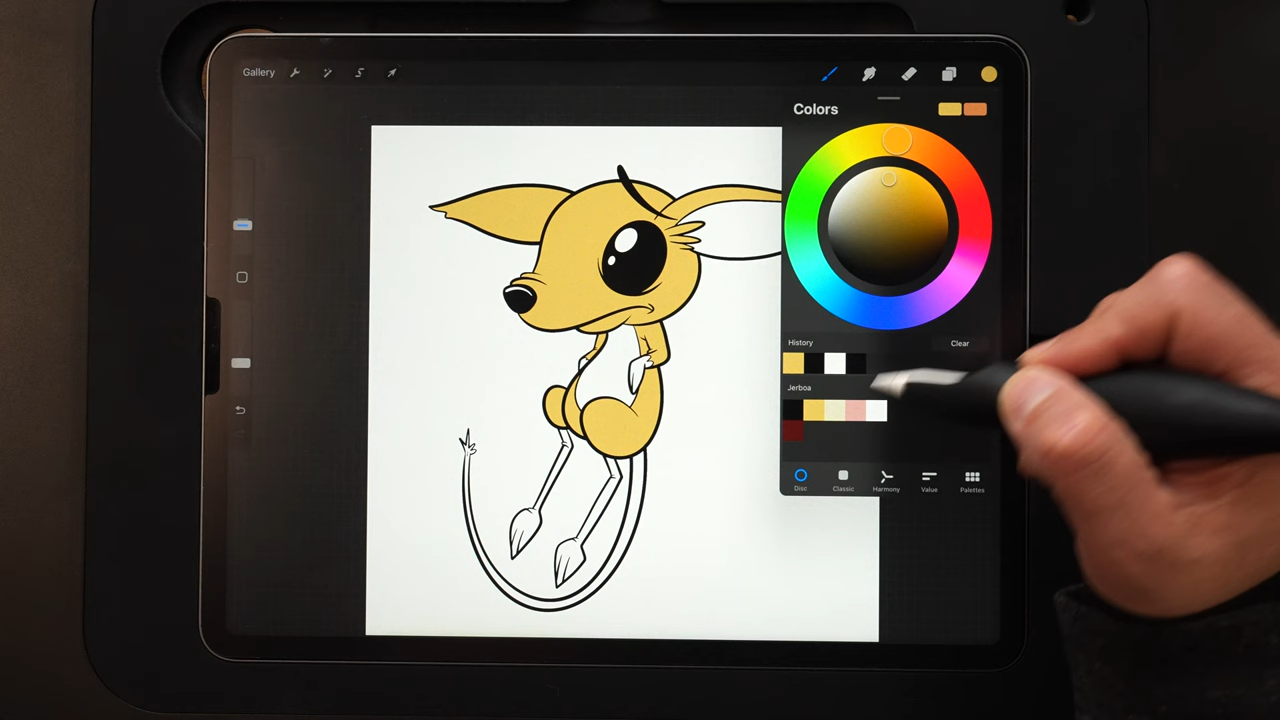 Gallery
Colors
History
Clear
Jerboa
Disc
Classic
Harmony
Value
Palettes